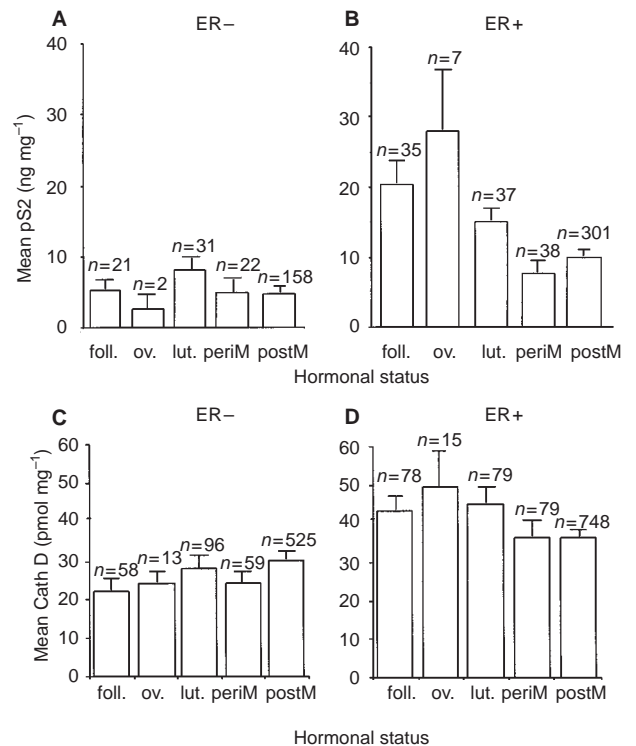 A ER− B ER+
Mean pS2 (ng mg⁻¹)
40
30
20
10
0
n=21
n=2
n=31
n=22
n=158
foll. ov. lut. periM postM
40
30
20
10
0
n=35
n=7
n=37
n=38
n=301
foll. ov. lut. periM postM
Hormonal status
C ER− D ER+
Mean Cath D (pmol mg⁻¹)
60
50
40
30
20
10
0
n=58
n=13
n=96
n=59
n=525
foll. ov. lut. periM postM
60
50
40
30
20
10
0
n=78
n=15
n=79
n=79
n=748
foll. ov. lut. periM postM
Hormonal status